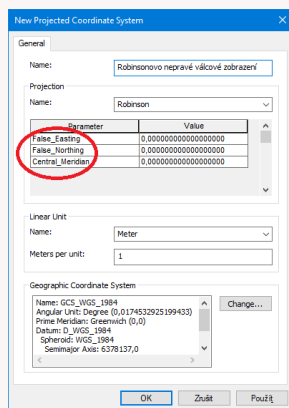 New Projected Coordinate System
General
Name: Robinsonovo nepravé válcové zobrazení
Projection
Name: Robinson
Parameter Value
False_Easting 0,000000000000000000
False_Northing 0,000000000000000000
Central_Meridian 0,000000000000000000
Linear Unit
Name: Meter
Meters per unit: 1
Geographic Coordinate System
Name: GCS_WGS_1984
Angular Unit: Degree (0,0174532925199433)
Prime Meridian: Greenwich (0,0)
Datum: D_WGS_1984
Spheroid: WGS_1984
Semimajor Axis: 6378137,0
Change...
OK Zrušit Použít